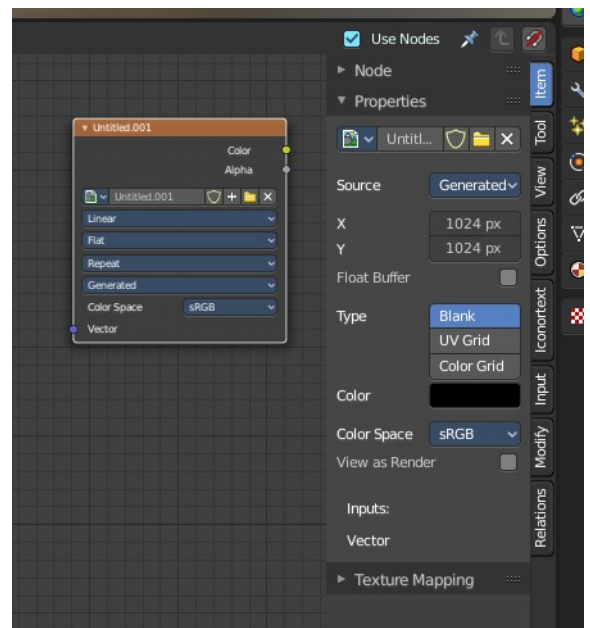 Use Nodes
Node
Properties
Untitled.001
Color
Alpha
Untitled.001
Linear
Flat
Repeat
Generated
Color Space sRGB
Vector
Untitl...
Source Generated
X 1024 px
Y 1024 px
Float Buffer
Type Blank
UV Grid
Color Grid
Color
Color Space sRGB
View as Render
Inputs:
Vector
Texture Mapping
Item
Tool
View
Options
Iconortext
Input
Modify
Relations